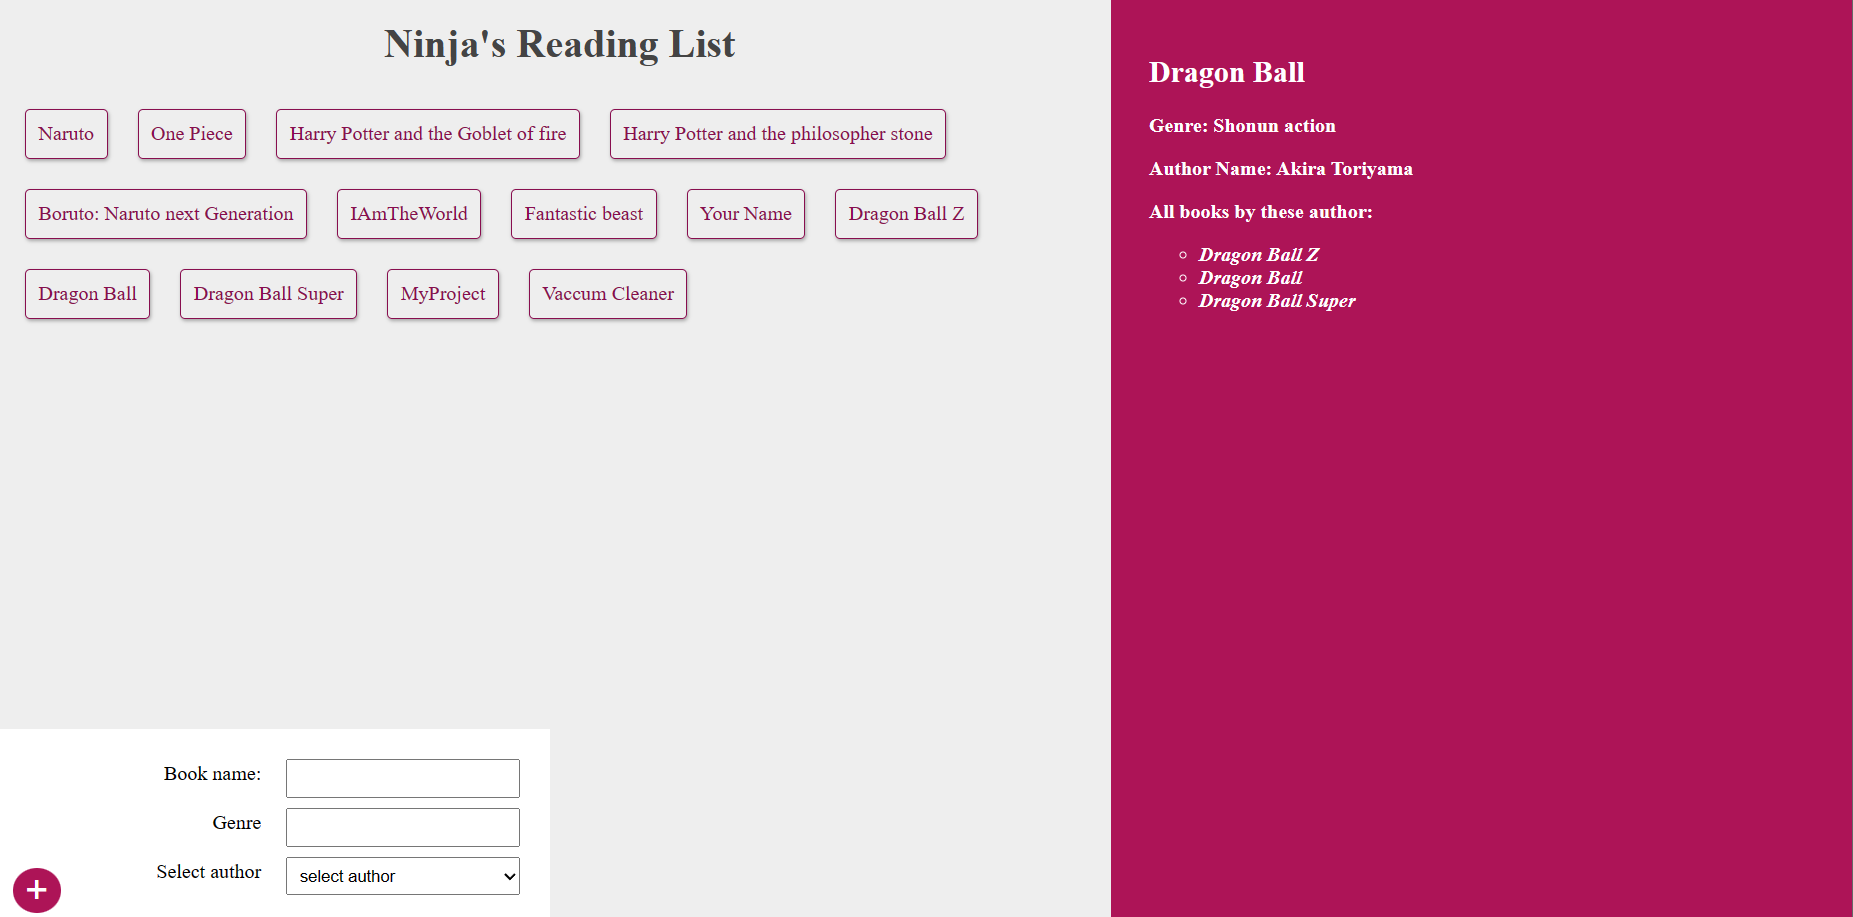 Ninja's Reading List
Naruto
One Piece
Harry Potter and the Goblet of fire
Harry Potter and the philosopher stone
Boruto: Naruto next Generation
IAmTheWorld
Fantastic beast
Your Name
Dragon Ball Z
Dragon Ball
Dragon Ball Super
MyProject
Vaccum Cleaner
Book name:
Genre
Select author
select author
+
Dragon Ball
Genre: Shonun action
Author Name: Akira Toriyama
All books by these author:
Dragon Ball Z
Dragon Ball
Dragon Ball Super